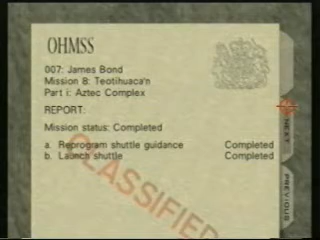 OHMSS
007: James Bond
Mission 8: Teotihuaca'n
Part i: Aztec Complex
REPORT:
Mission status: Completed
a. Reprogram shuttle guidance Completed
b. Launch shuttle Completed
CLASSIFIED
NEXT
PREVIOUS